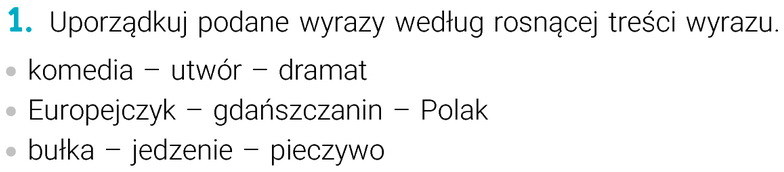 1. Uporządkuj podane wyrazy według rosnącej treści wyrazu.
• komedia – utwór – dramat
• Europejczyk – gdańszczanin – Polak
• bułka – jedzenie – pieczywo